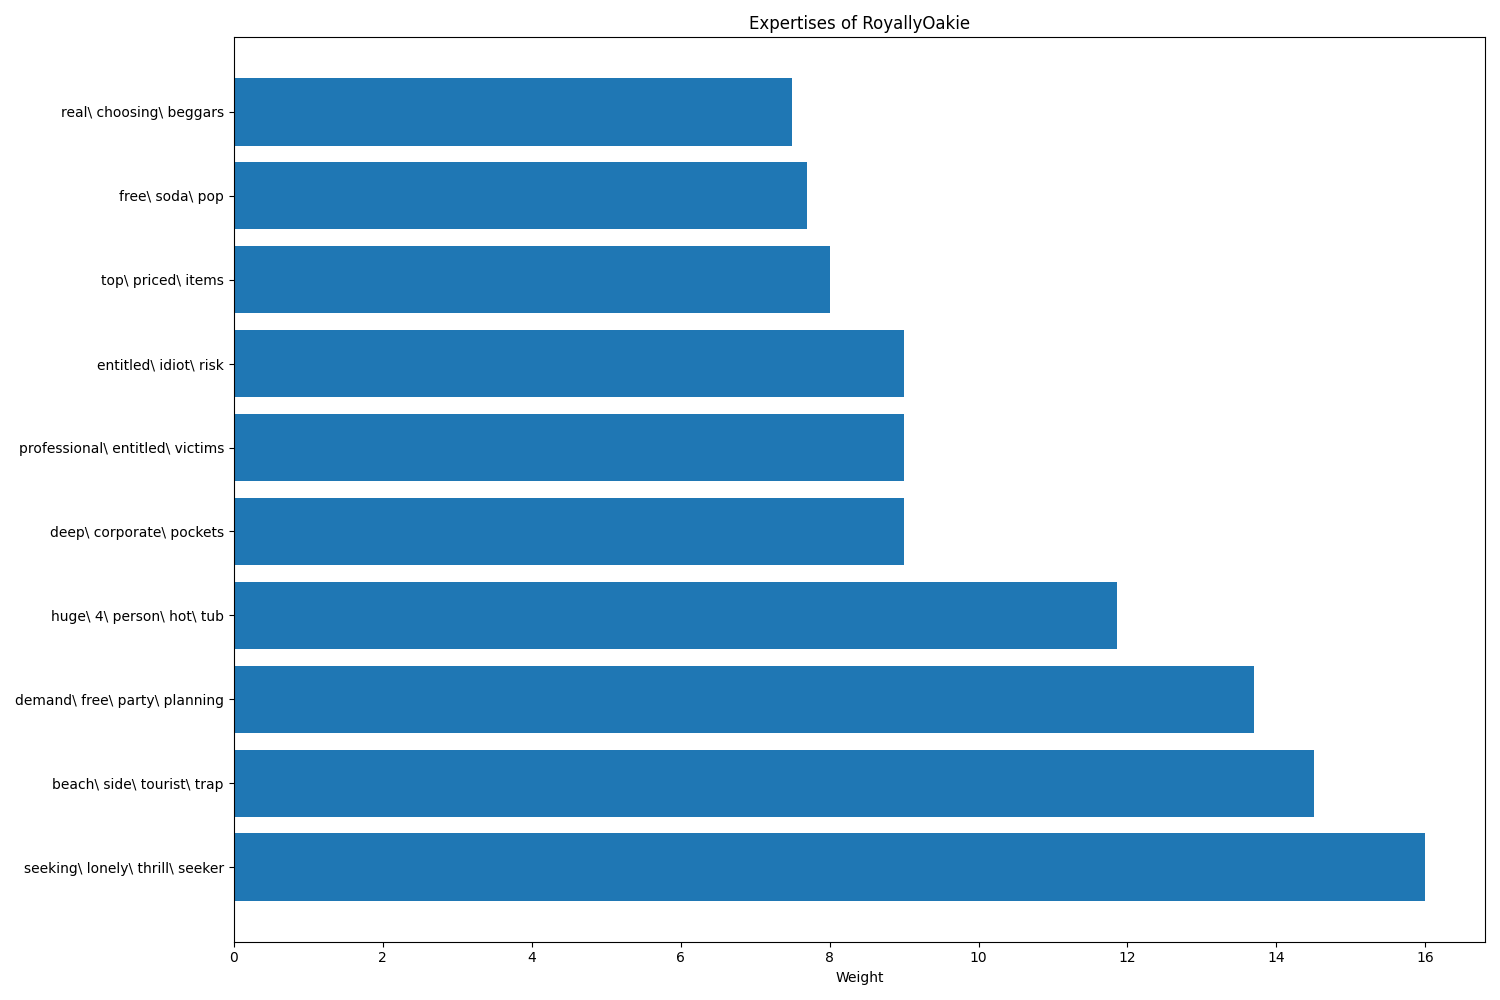 Expertises of RoyallyOakie
real\ choosing\ beggars
free\ soda\ pop
top\ priced\ items
entitled\ idiot\ risk
professional\ entitled\ victims
deep\ corporate\ pockets
huge\ 4\ person\ hot\ tub
demand\ free\ party\ planning
beach\ side\ tourist\ trap
seeking\ lonely\ thrill\ seeker
0 2 4 6 8 10 12 14 16
Weight